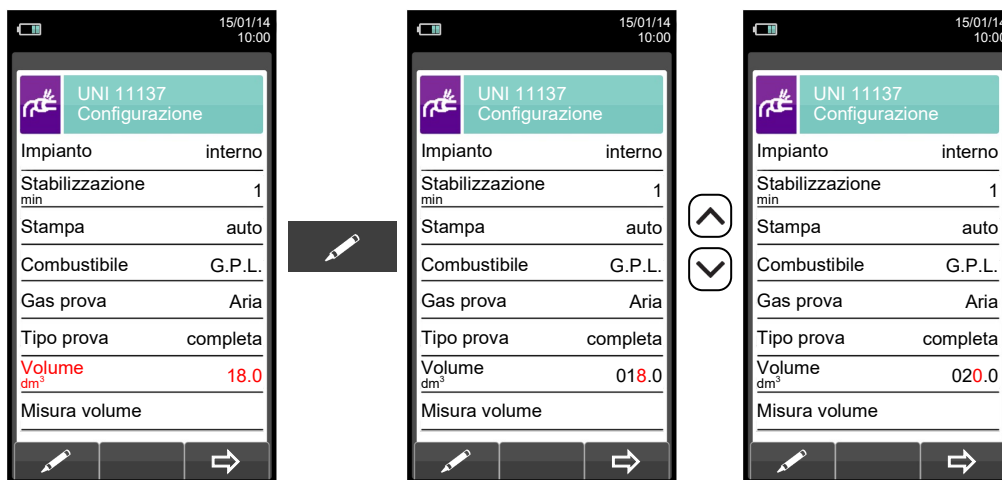 15/01/14
10:00
UNI 11137
Configurazione
Impianto interno
Stabilizzazione
min 1
Stampa auto
Combustibile G.P.L.
Gas prova Aria
Tipo prova completa
Volume
dm³ 18.0
Misura volume
15/01/14
10:00
UNI 11137
Configurazione
Impianto interno
Stabilizzazione
min 1
Stampa auto
Combustibile G.P.L.
Gas prova Aria
Tipo prova completa
Volume
dm³ 018.0
Misura volume
15/01/14
10:00
UNI 11137
Configurazione
Impianto interno
Stabilizzazione
min 1
Stampa auto
Combustibile G.P.L.
Gas prova Aria
Tipo prova completa
Volume
dm³ 020.0
Misura volume